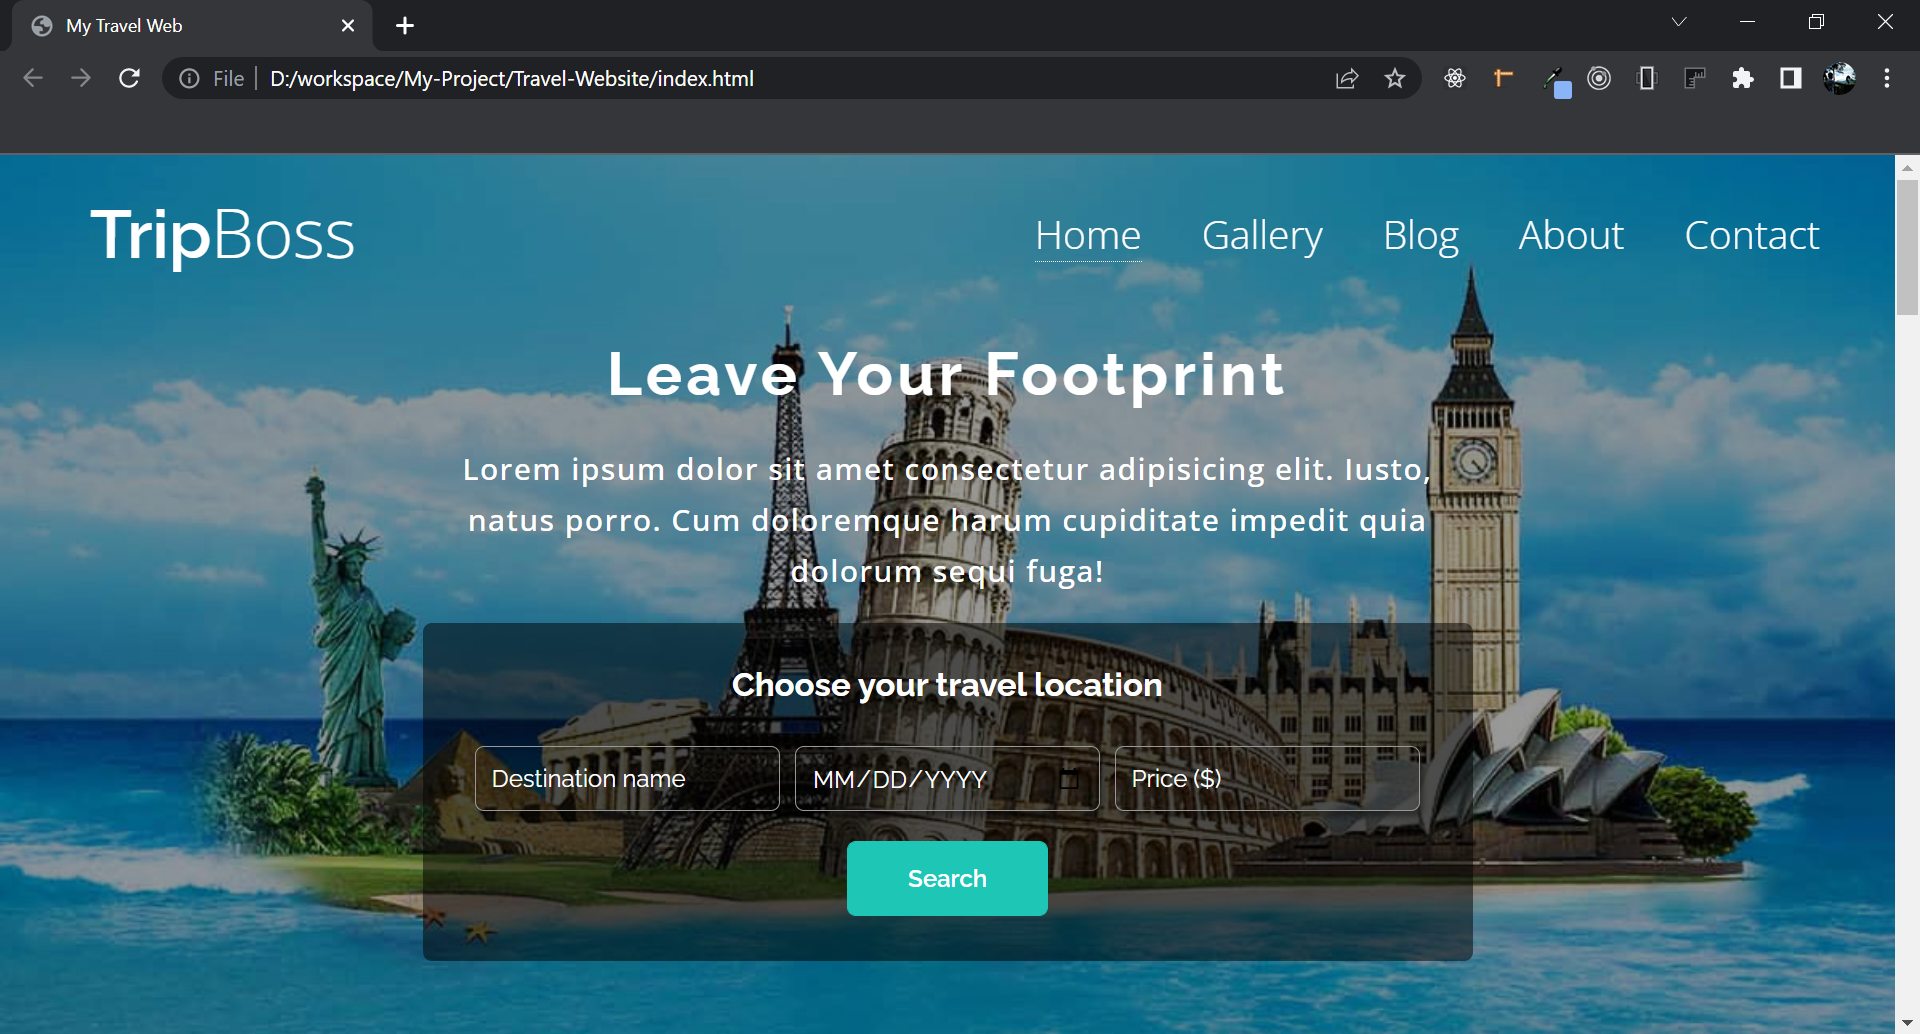 My Travel Web
File
D:/workspace/My-Project/Travel-Website/index.html
TripBoss
Home Gallery Blog About Contact
Leave Your Footprint
Lorem ipsum dolor sit amet consectetur adipisicing elit. Iusto,
natus porro. Cum doloremque harum cupiditate impedit quia
dolorum sequi fuga!
Choose your travel location
Destination name
MM/DD/YYYY
Price ($)
Search